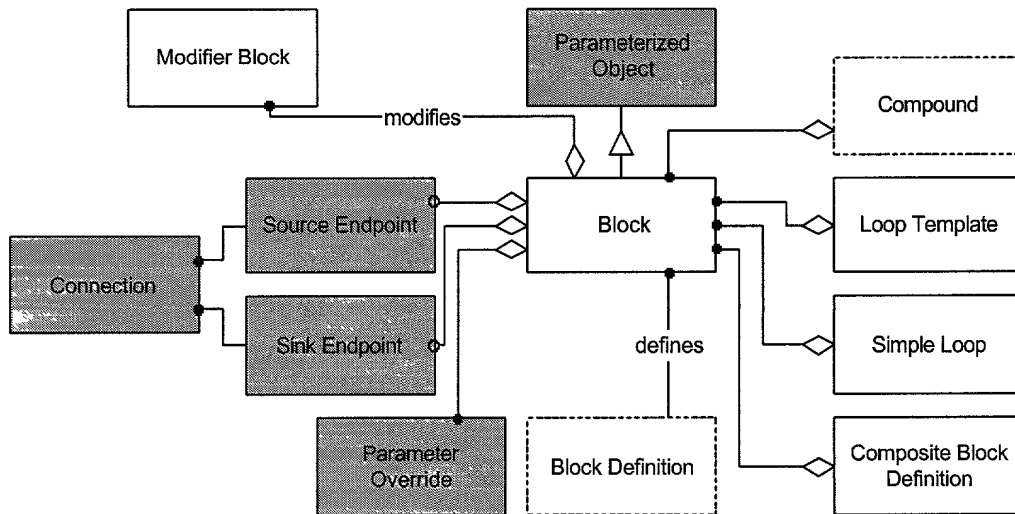 Modifier Block
Parameterized
Object
Compound
modifies
Source Endpoint
Block
Loop Template
Connection
Sink Endpoint
defines
Simple Loop
Parameter
Override
Block Definition
Composite Block
Definition